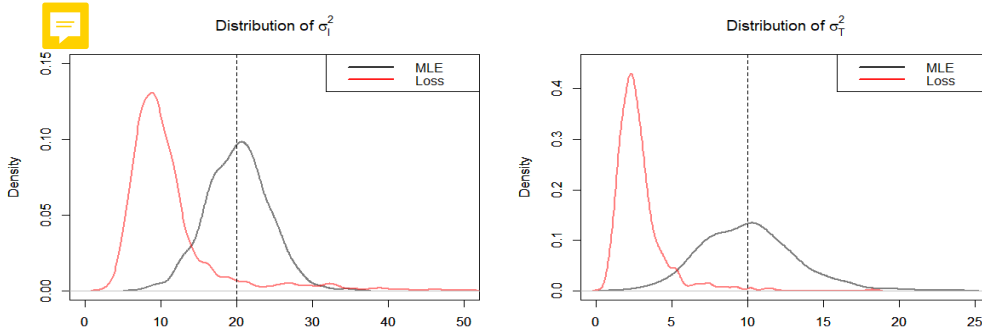 Distribution of σ_I^2
0.15
0.10
0.05
0.00
Density
MLE
Loss
0 10 20 30 40 50
Distribution of σ_T^2
0.4
0.3
0.2
0.1
0.0
Density
MLE
Loss
0 5 10 15 20 25